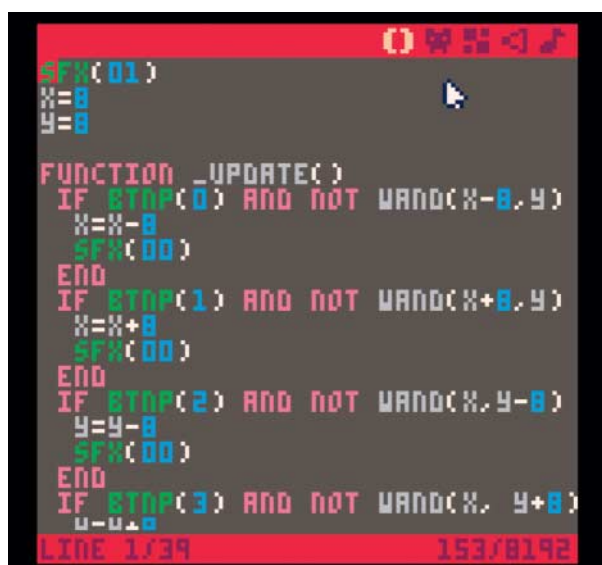 SFX(01)
X=8
Y=8
FUNCTION _UPDATE()
IF BTNP(0) AND NOT WAND(X-8,Y)
X=X-8
SFX(00)
END
IF BTNP(1) AND NOT WAND(X+8,Y)
X=X+8
SFX(00)
END
IF BTNP(2) AND NOT WAND(X,Y-8)
Y=Y-8
SFX(00)
END
IF BTNP(3) AND NOT WAND(X, Y+8)
Y=Y+8
LINE 1/39 153/8192